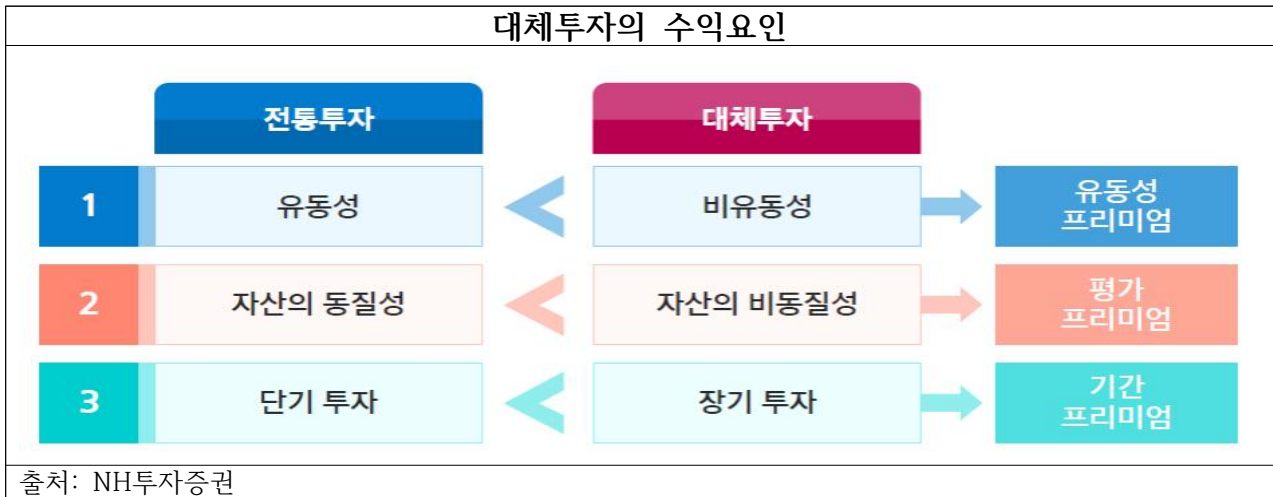 대체투자의 수익요인
전통투자
대체투자
1
유동성
비유동성
유동성
프리미엄
2
자산의 동질성
자산의 비동질성
평가
프리미엄
3
단기 투자
장기 투자
기간
프리미엄
출처: NH투자증권